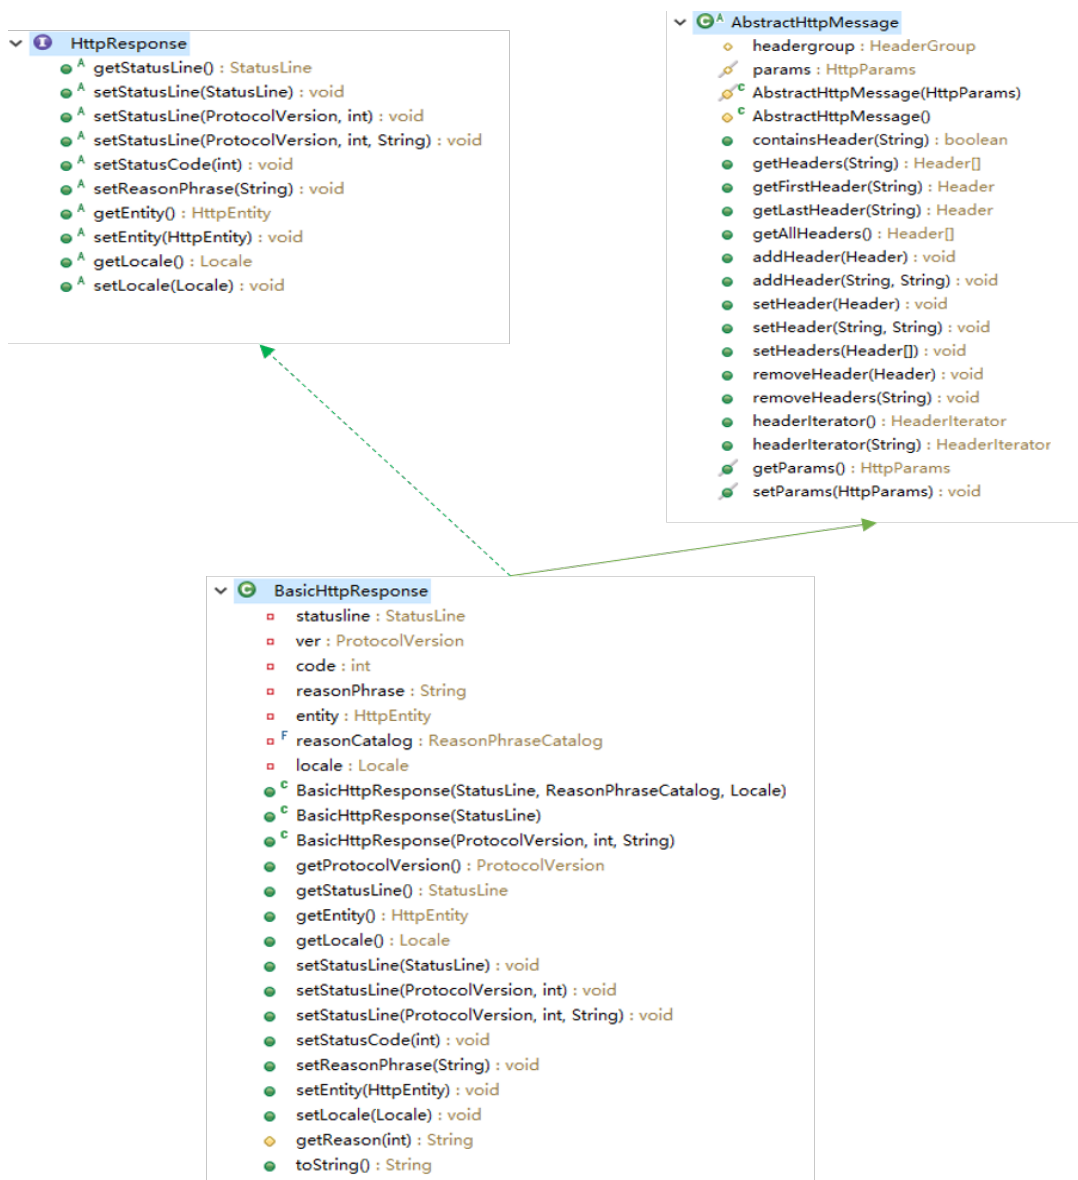 HttpResponse
getStatusLine() : StatusLine
setStatusLine(StatusLine) : void
setStatusLine(ProtocolVersion, int) : void
setStatusLine(ProtocolVersion, int, String) : void
setStatusCode(int) : void
setReasonPhrase(String) : void
getEntity() : HttpEntity
setEntity(HttpEntity) : void
getLocale() : Locale
setLocale(Locale) : void
AbstractHttpMessage
headergroup : HeaderGroup
params : HttpParams
AbstractHttpMessage(HttpParams)
AbstractHttpMessage()
containsHeader(String) : boolean
getHeaders(String) : Header[]
getFirstHeader(String) : Header
getLastHeader(String) : Header
getAllHeaders() : Header[]
addHeader(Header) : void
addHeader(String, String) : void
setHeader(Header) : void
setHeader(String, String) : void
setHeaders(Header[]) : void
removeHeader(Header) : void
removeHeaders(String) : void
headerIterator() : HeaderIterator
headerIterator(String) : HeaderIterator
getParams() : HttpParams
setParams(HttpParams) : void
BasicHttpResponse
statusline : StatusLine
ver : ProtocolVersion
code : int
reasonPhrase : String
entity : HttpEntity
reasonCatalog : ReasonPhraseCatalog
locale : Locale
BasicHttpResponse(StatusLine, ReasonPhraseCatalog, Locale)
BasicHttpResponse(StatusLine)
BasicHttpResponse(ProtocolVersion, int, String)
getProtocolVersion() : ProtocolVersion
getStatusLine() : StatusLine
getEntity() : HttpEntity
getLocale() : Locale
setStatusLine(StatusLine) : void
setStatusLine(ProtocolVersion, int) : void
setStatusLine(ProtocolVersion, int, String) : void
setStatusCode(int) : void
setReasonPhrase(String) : void
setEntity(HttpEntity) : void
setLocale(Locale) : void
getReason(int) : String
toString() : String